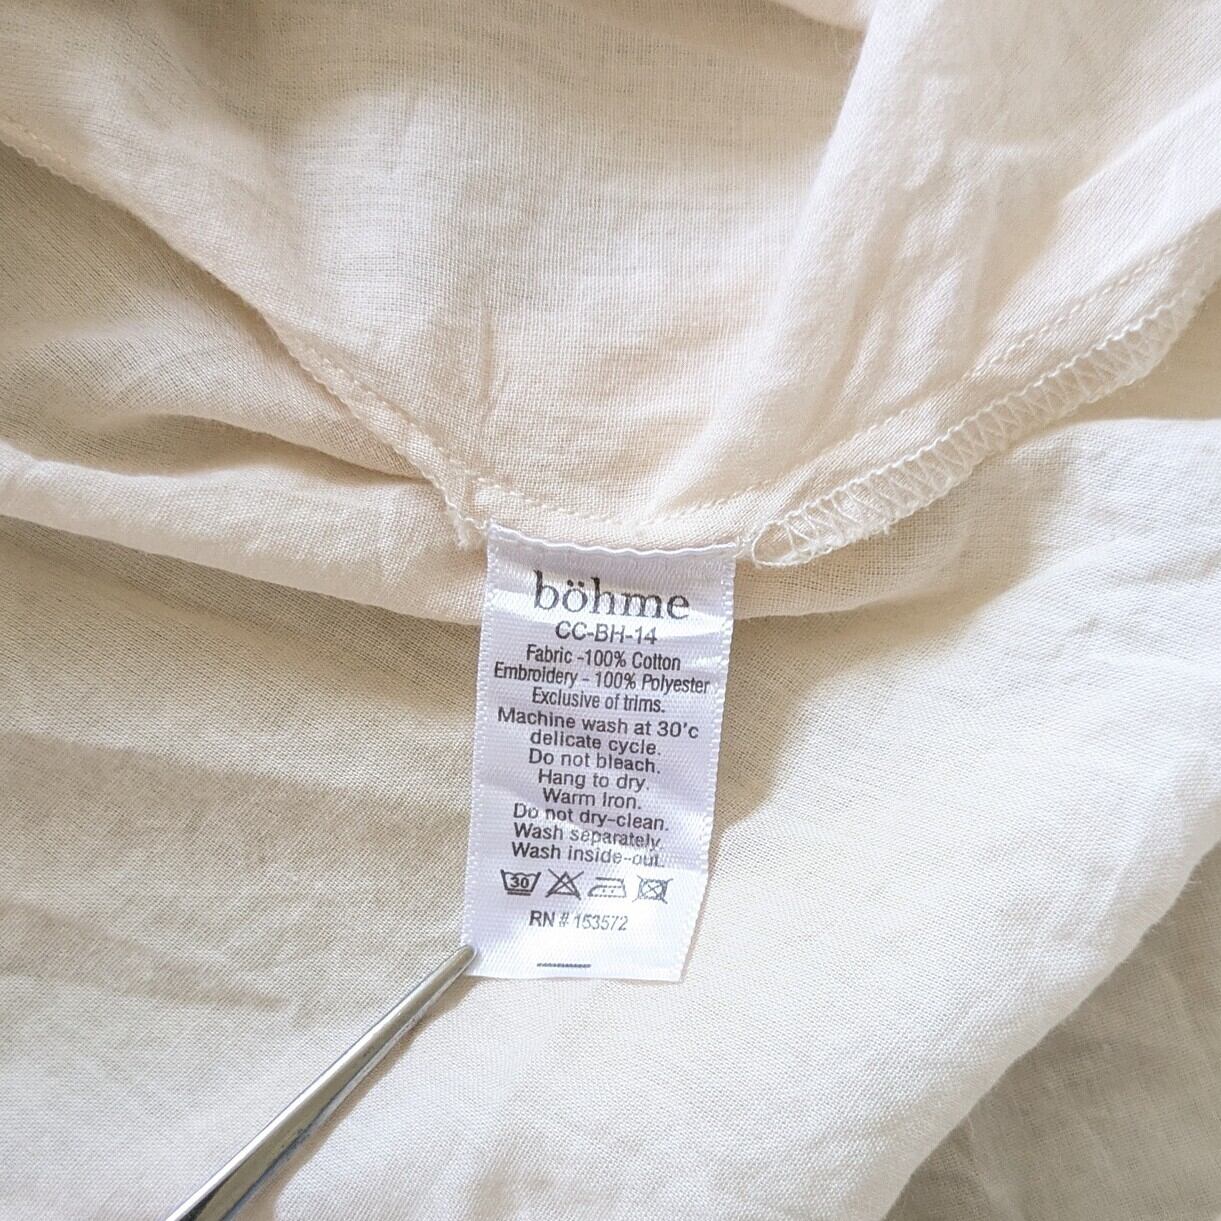 böhme
CC-BH-14
Fabric -100% Cotton
Embroidery - 100% Polyester
Exclusive of trims.
Machine wash at 30'c
delicate cycle.
Do not bleach.
Hang to dry.
Warm Iron.
Do not dry-clean.
Wash separately.
Wash inside-out.
30
RN # 153572